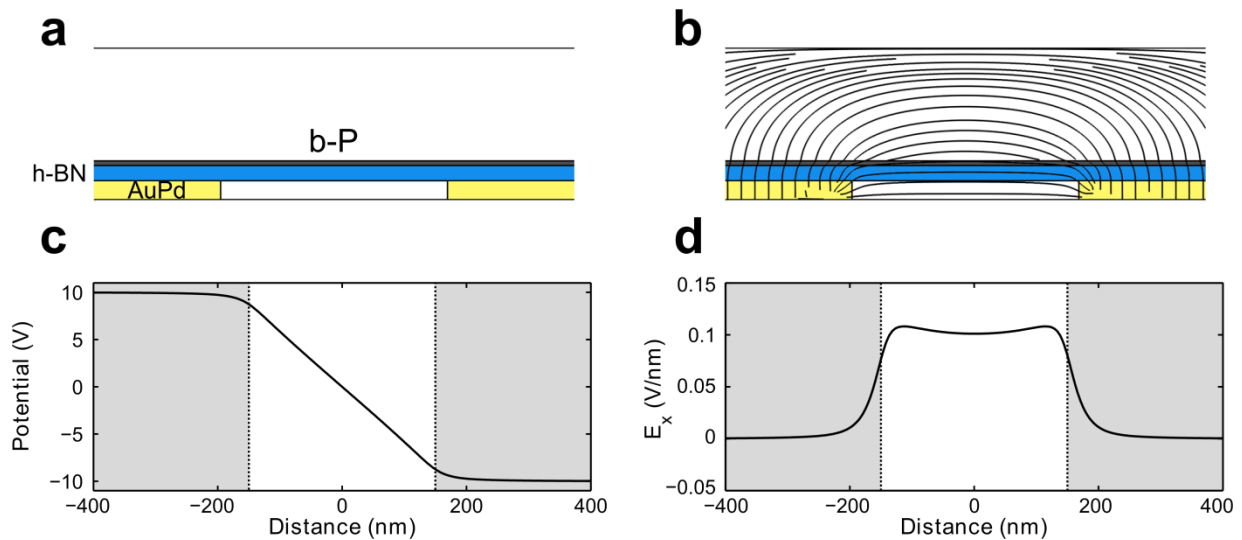 a
b-P
h-BN
AuPd
b
c
10
5
0
−5
−10
Potential (V)
−400
−200
0
200
400
Distance (nm)
d
0.15
0.1
0.05
0
−0.05
Ex (V/nm)
−400
−200
0
200
400
Distance (nm)